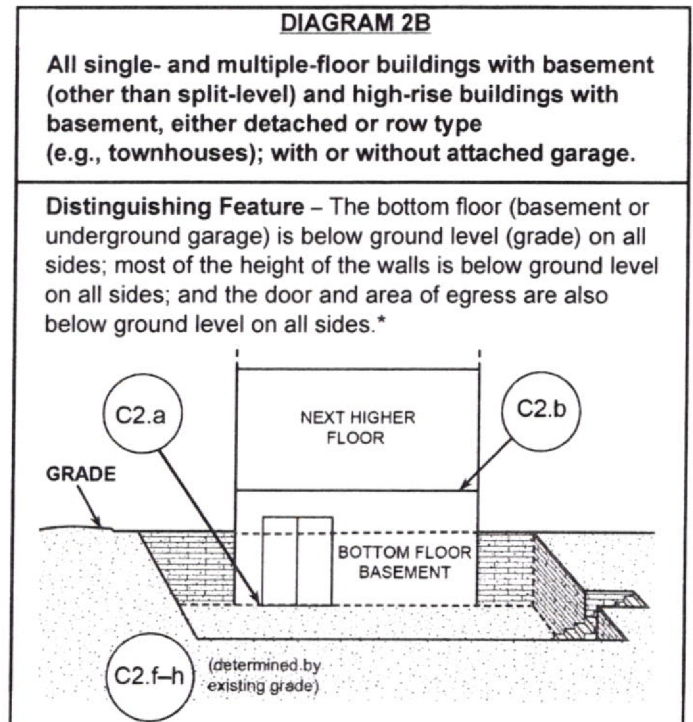 DIAGRAM 2B
All single- and multiple-floor buildings with basement
(other than split-level) and high-rise buildings with
basement, either detached or row type
(e.g., townhouses); with or without attached garage.
Distinguishing Feature – The bottom floor (basement or
underground garage) is below ground level (grade) on all
sides; most of the height of the walls is below ground level
on all sides; and the door and area of egress are also
below ground level on all sides.*
C2.a
NEXT HIGHER
FLOOR
C2.b
GRADE
BOTTOM FLOOR
BASEMENT
C2.f–h
(determined by
existing grade)